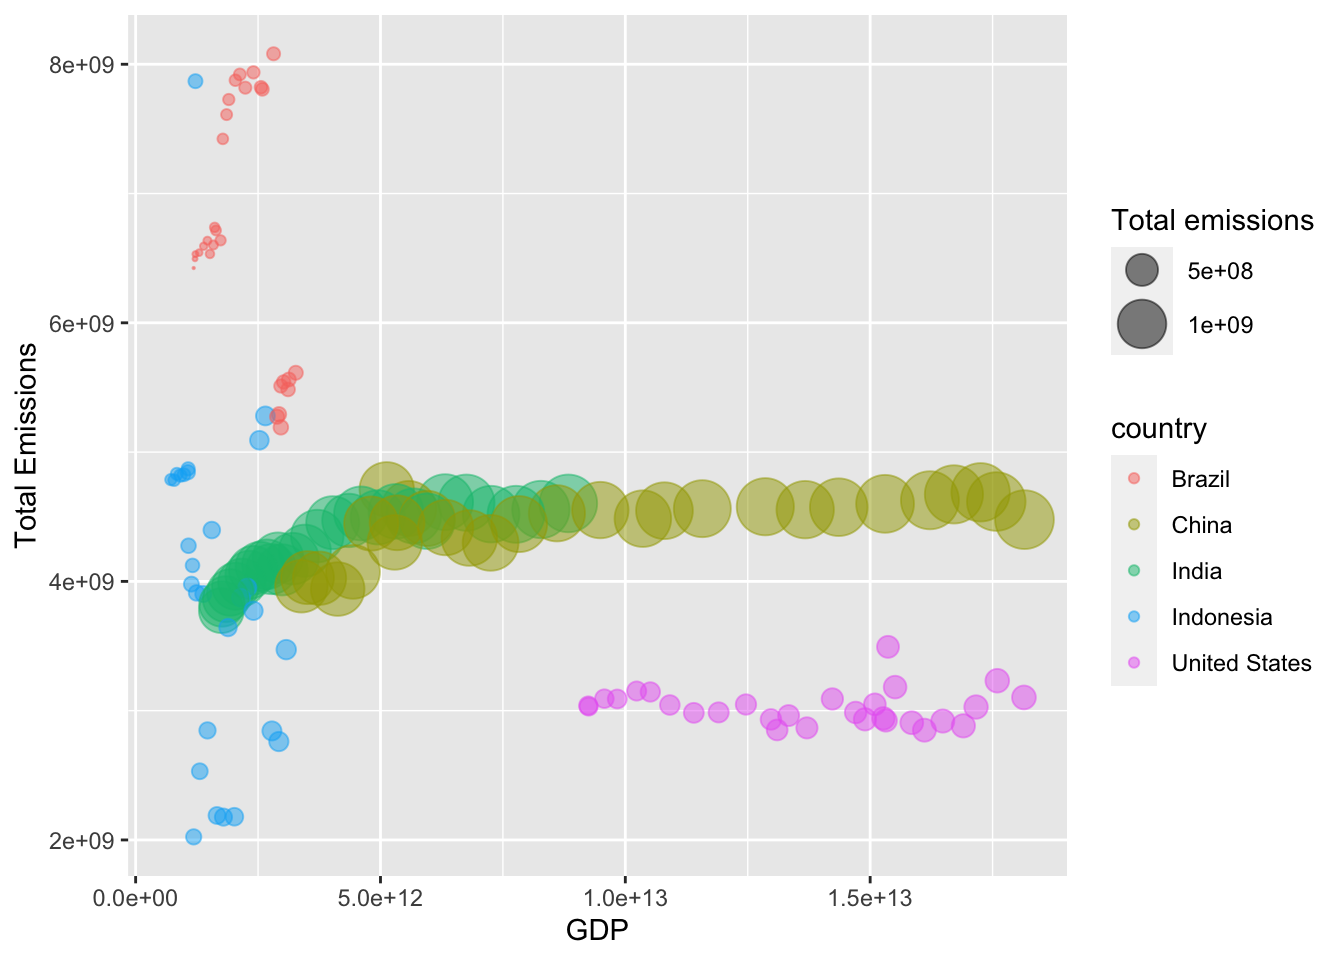 8e+09
6e+09
4e+09
2e+09
Total Emissions
0.0e+00
5.0e+12
1.0e+13
1.5e+13
GDP
Total emissions
5e+08
1e+09
country
Brazil
China
India
Indonesia
United States